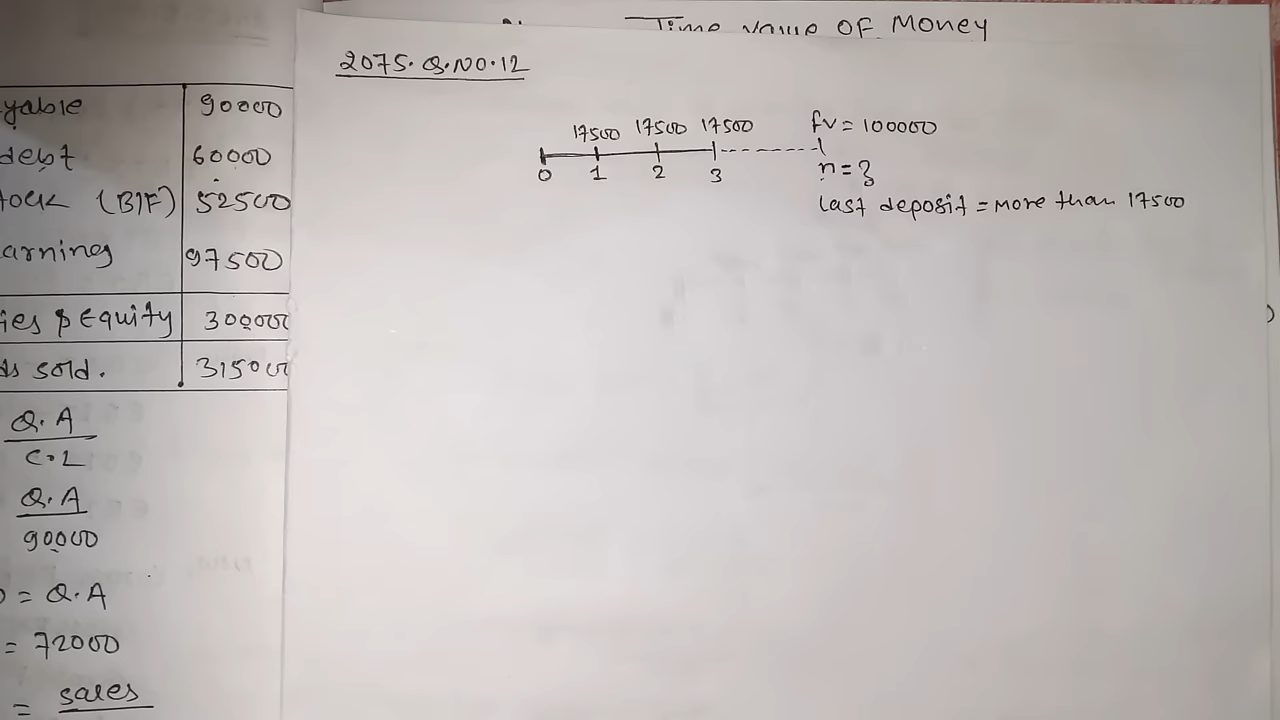 Time value OF Money
2075. Q.NO.12
17500 17500 17500 fv = 100000
0 1 2 3 n = ?
last deposit = more than 17500
yable 90000
debt 60000
tock (B/F) 52500
arning 97500
ies & Equity 300000
ds sold. 315000
Q.A
C.L
Q.A
90000
= Q.A
= 72000
= sales